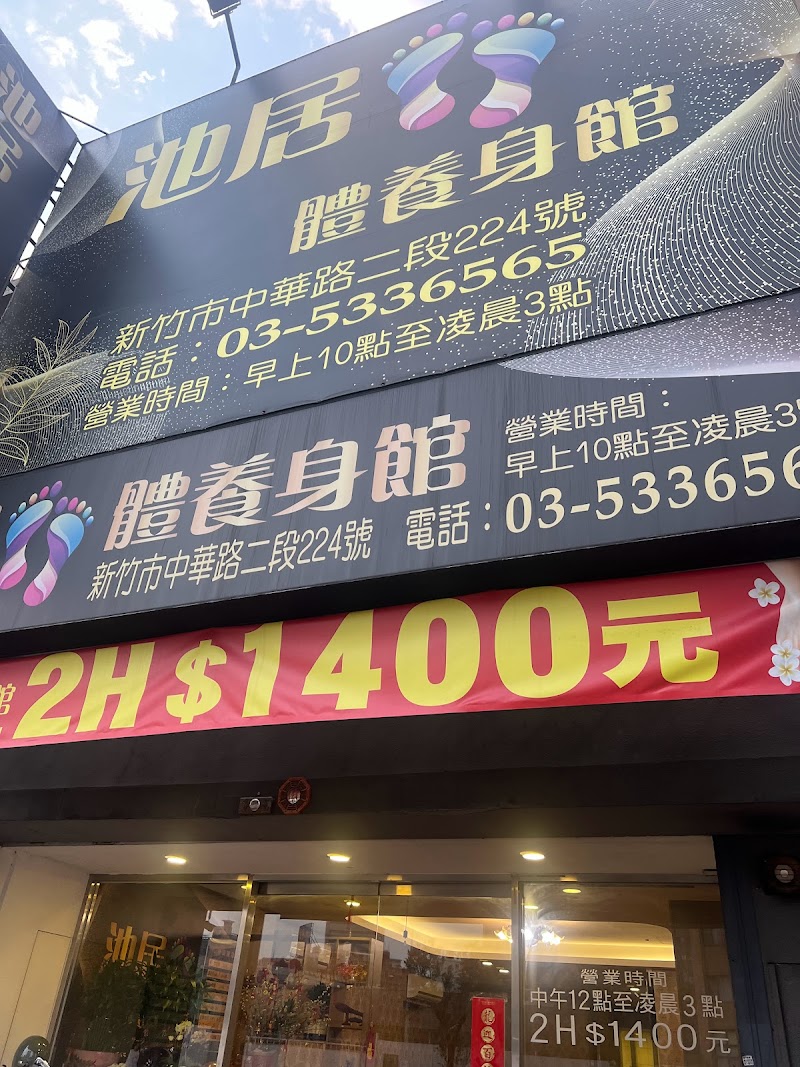 池居
池居
體養身館
新竹市中華路二段224號
電話：03-5336565
營業時間：早上10點至凌晨3點
體養身館
新竹市中華路二段224號
營業時間：
早上10點至凌晨3
電話：03-533656
館
2H $1400元
池居
營業時間
中午12點至凌晨3點
2H $1400元